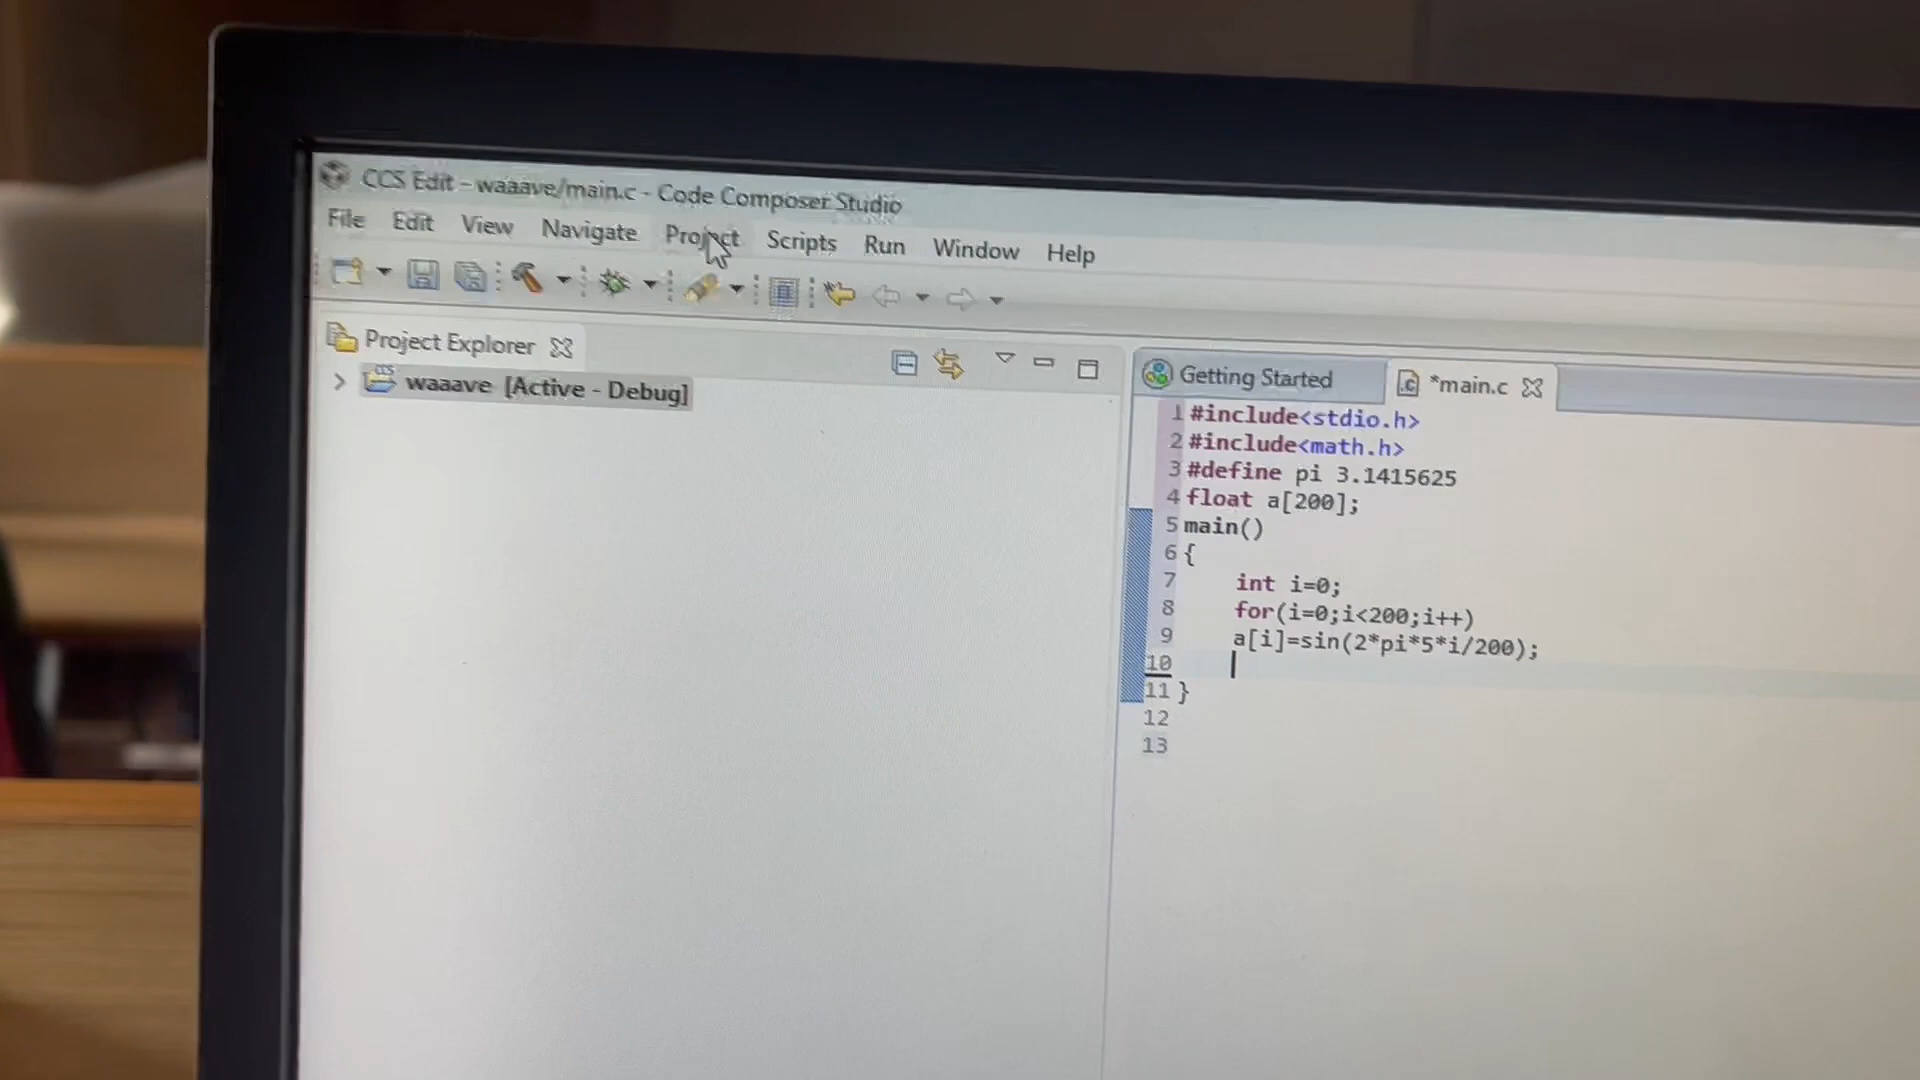 CCS Edit - waaave/main.c - Code Composer Studio
File Edit View Navigate Project Scripts Run Window Help
Project Explorer
CCS
waaave [Active - Debug]
Getting Started
*main.c
1 #include<stdio.h>
2 #include<math.h>
3 #define pi 3.1415625
4 float a[200];
5 main()
6 {
7 int i=0;
8 for(i=0;i<200;i++)
9 a[i]=sin(2*pi*5*i/200);
10
11 }
12
13